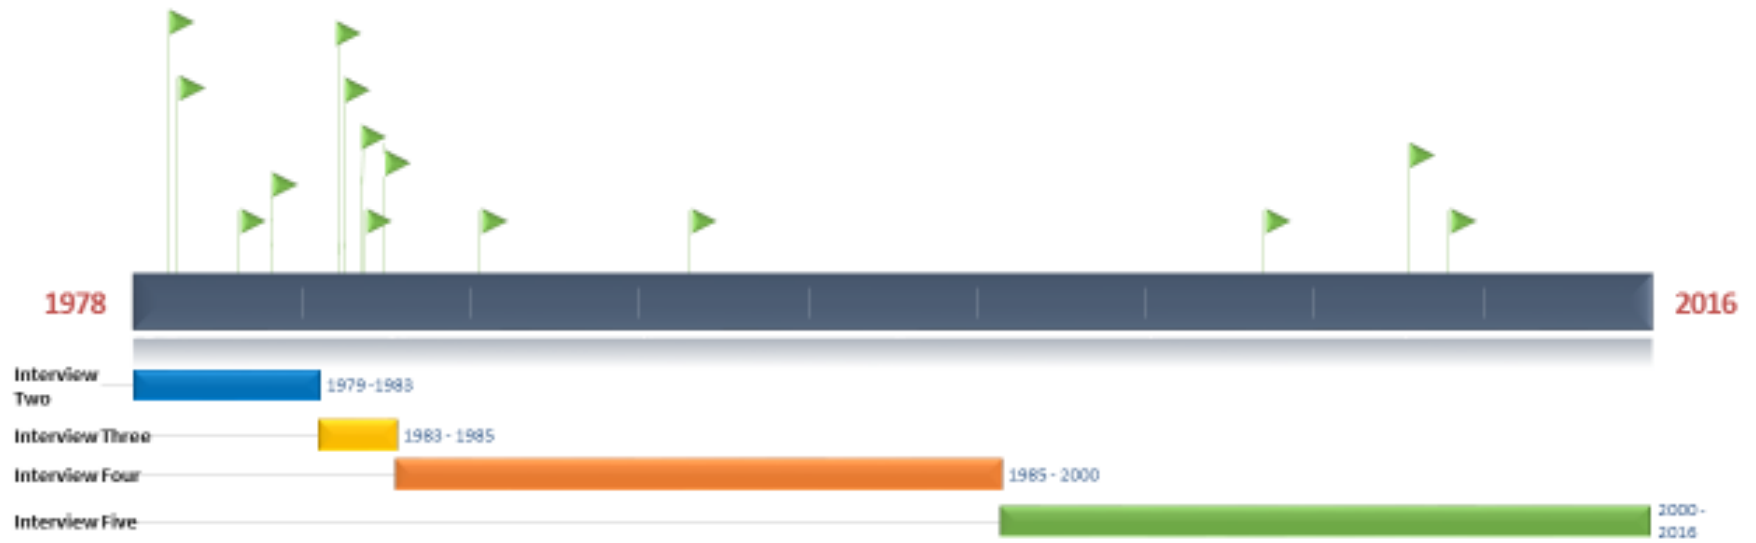 1978
2016
Interview
Two
1979-1983
Interview Three
1983 - 1985
Interview Four
1985 - 2000
Interview Five
2000 -
2016